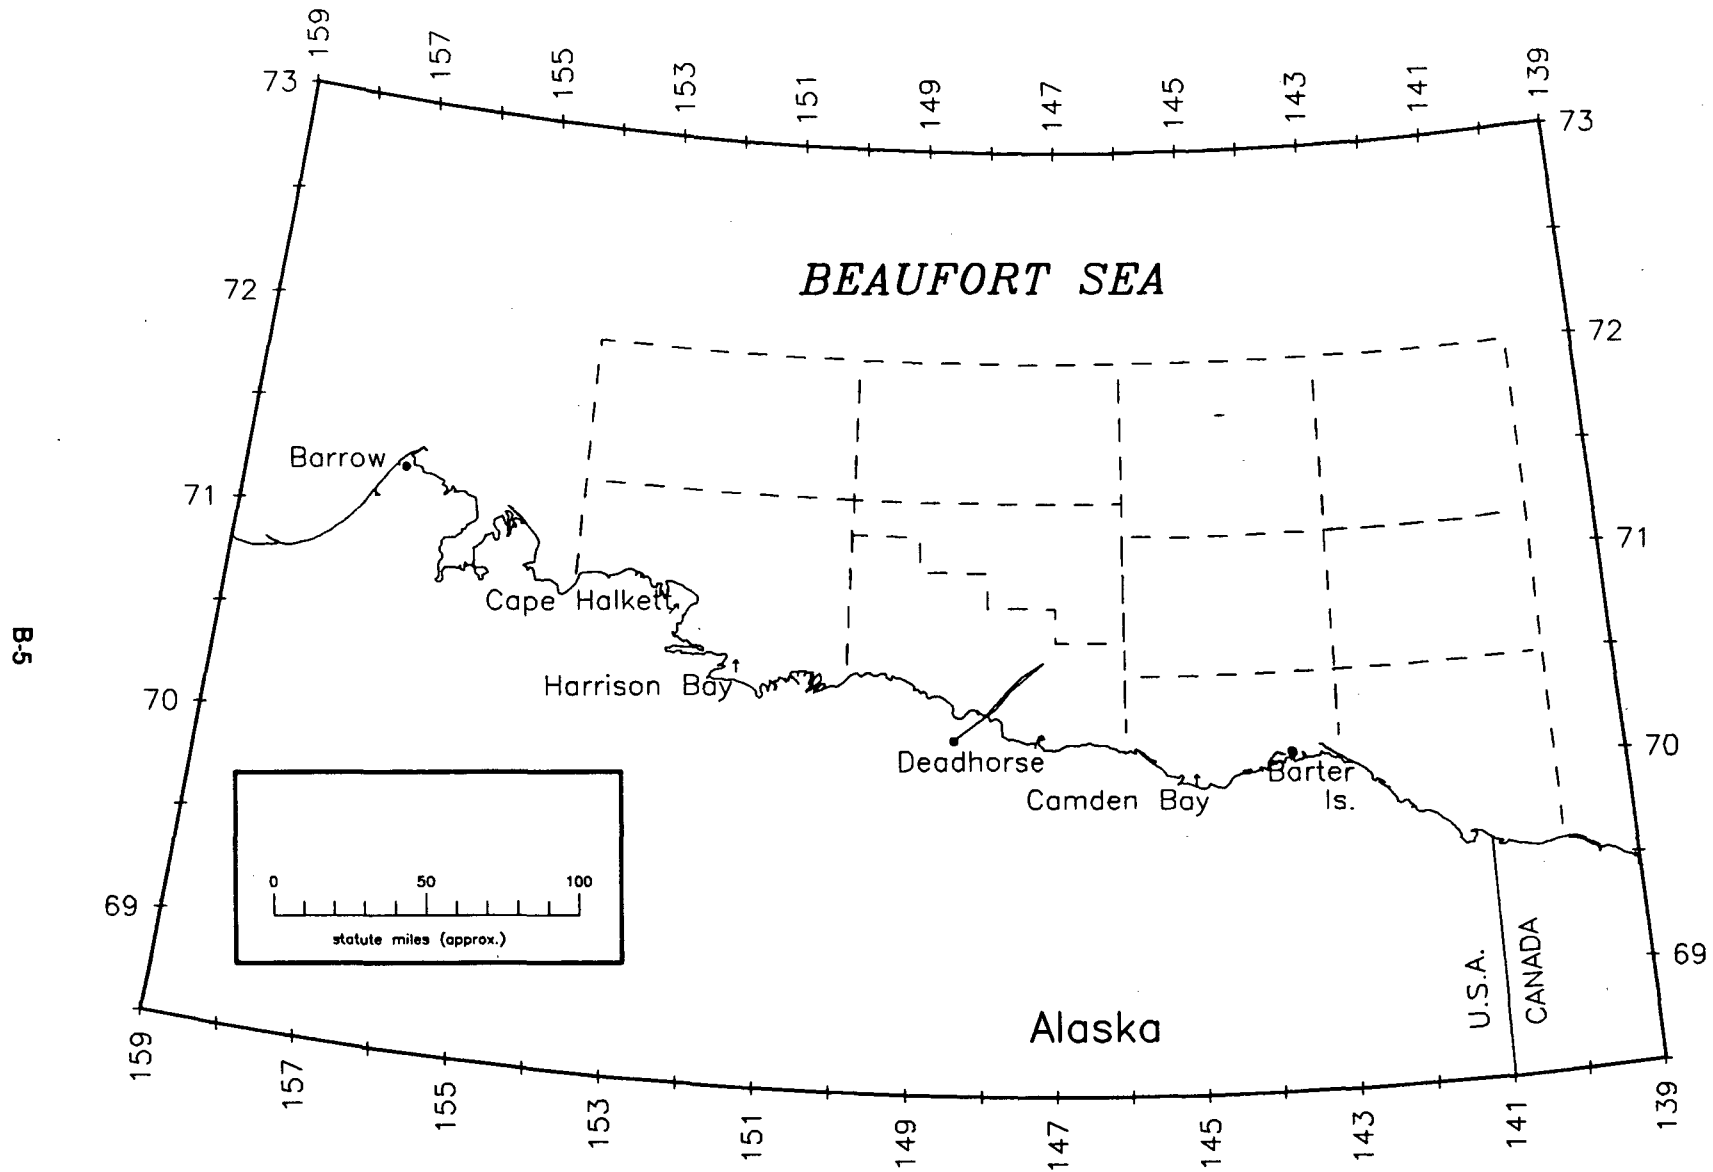 159
157
155
153
151
149
147
145
143
141
139
73
73
72
72
BEAUFORT SEA
Barrow
71
71
Cape Halkett
B-5
Harrison Bay
70
70
Deadhorse
Barter
Is.
Camden Bay
0 50 100
statute miles (approx.)
69
69
U.S.A.
CANADA
Alaska
159
157
155
153
151
149
147
145
143
141
139